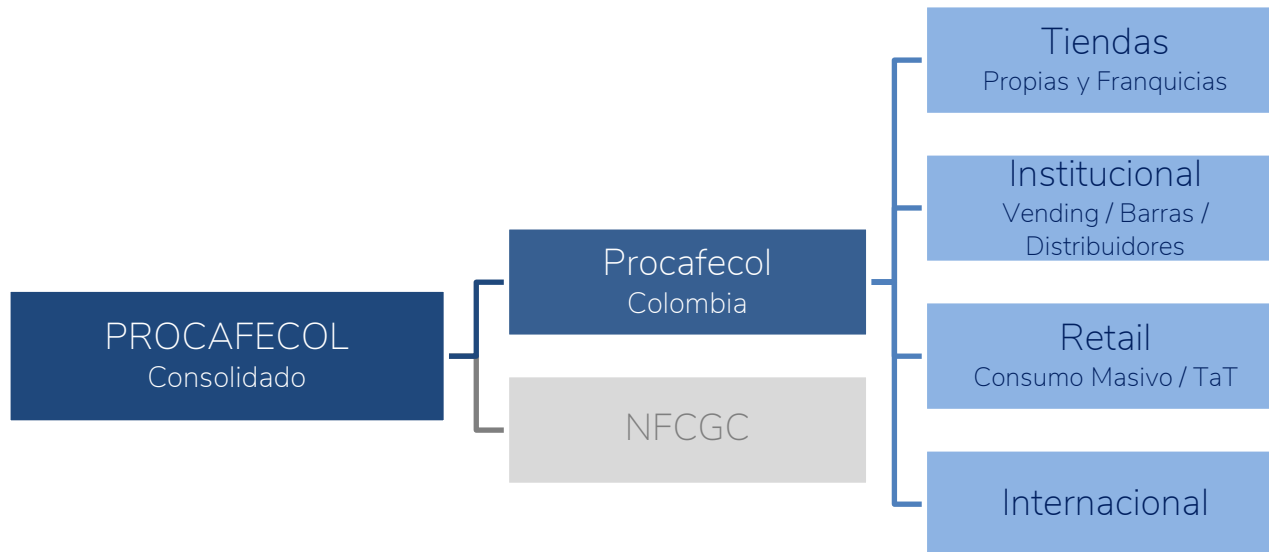 PROCAFECOL
Consolidado
Procafecol
Colombia
NFCGC
Tiendas
Propias y Franquicias
Institucional
Vending / Barras /
Distribuidores
Retail
Consumo Masivo / TaT
Internacional